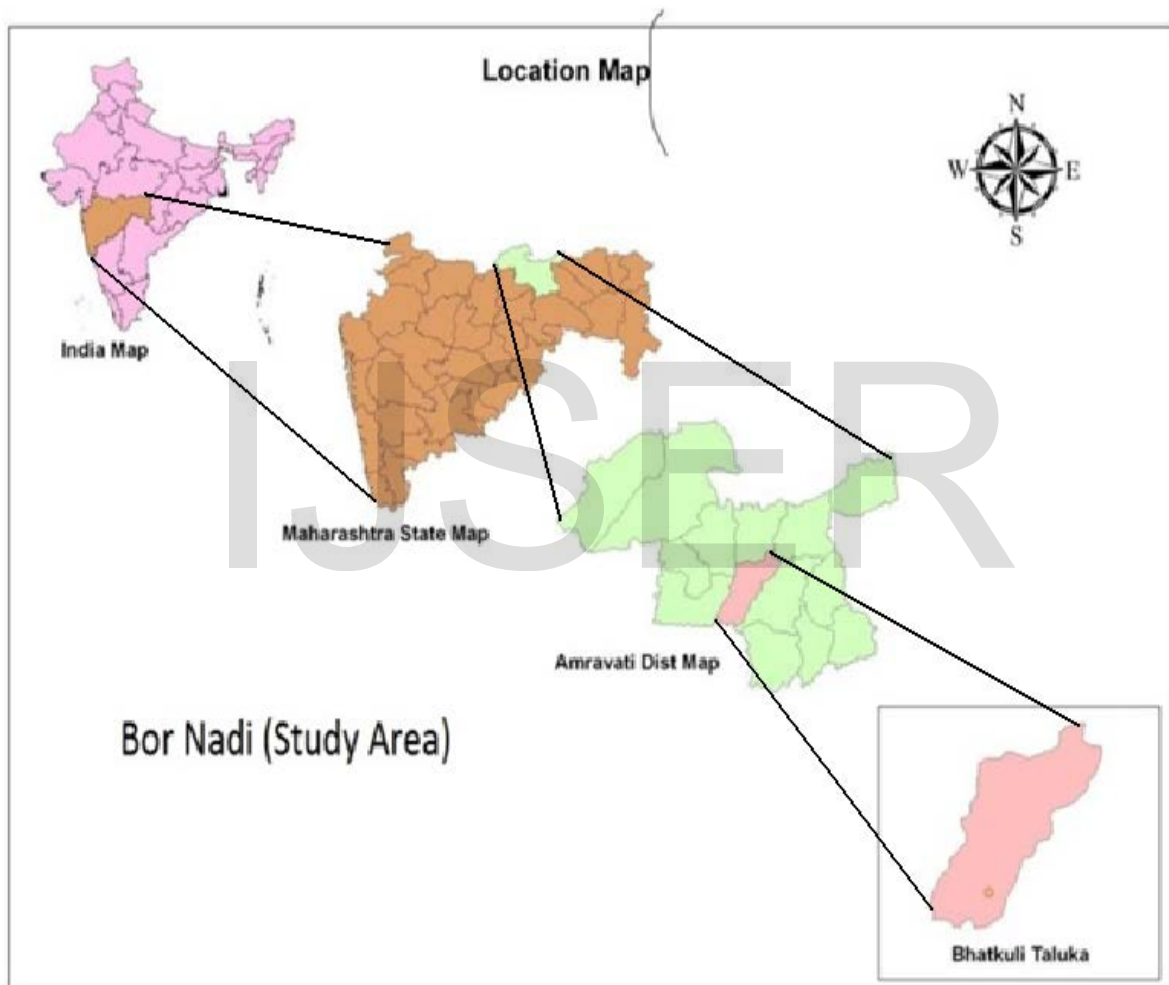 Location Map
N
W E
S
India Map
IJSER
Maharashtra State Map
Amravati Dist Map
Bor Nadi (Study Area)
Bhatkuli Taluka